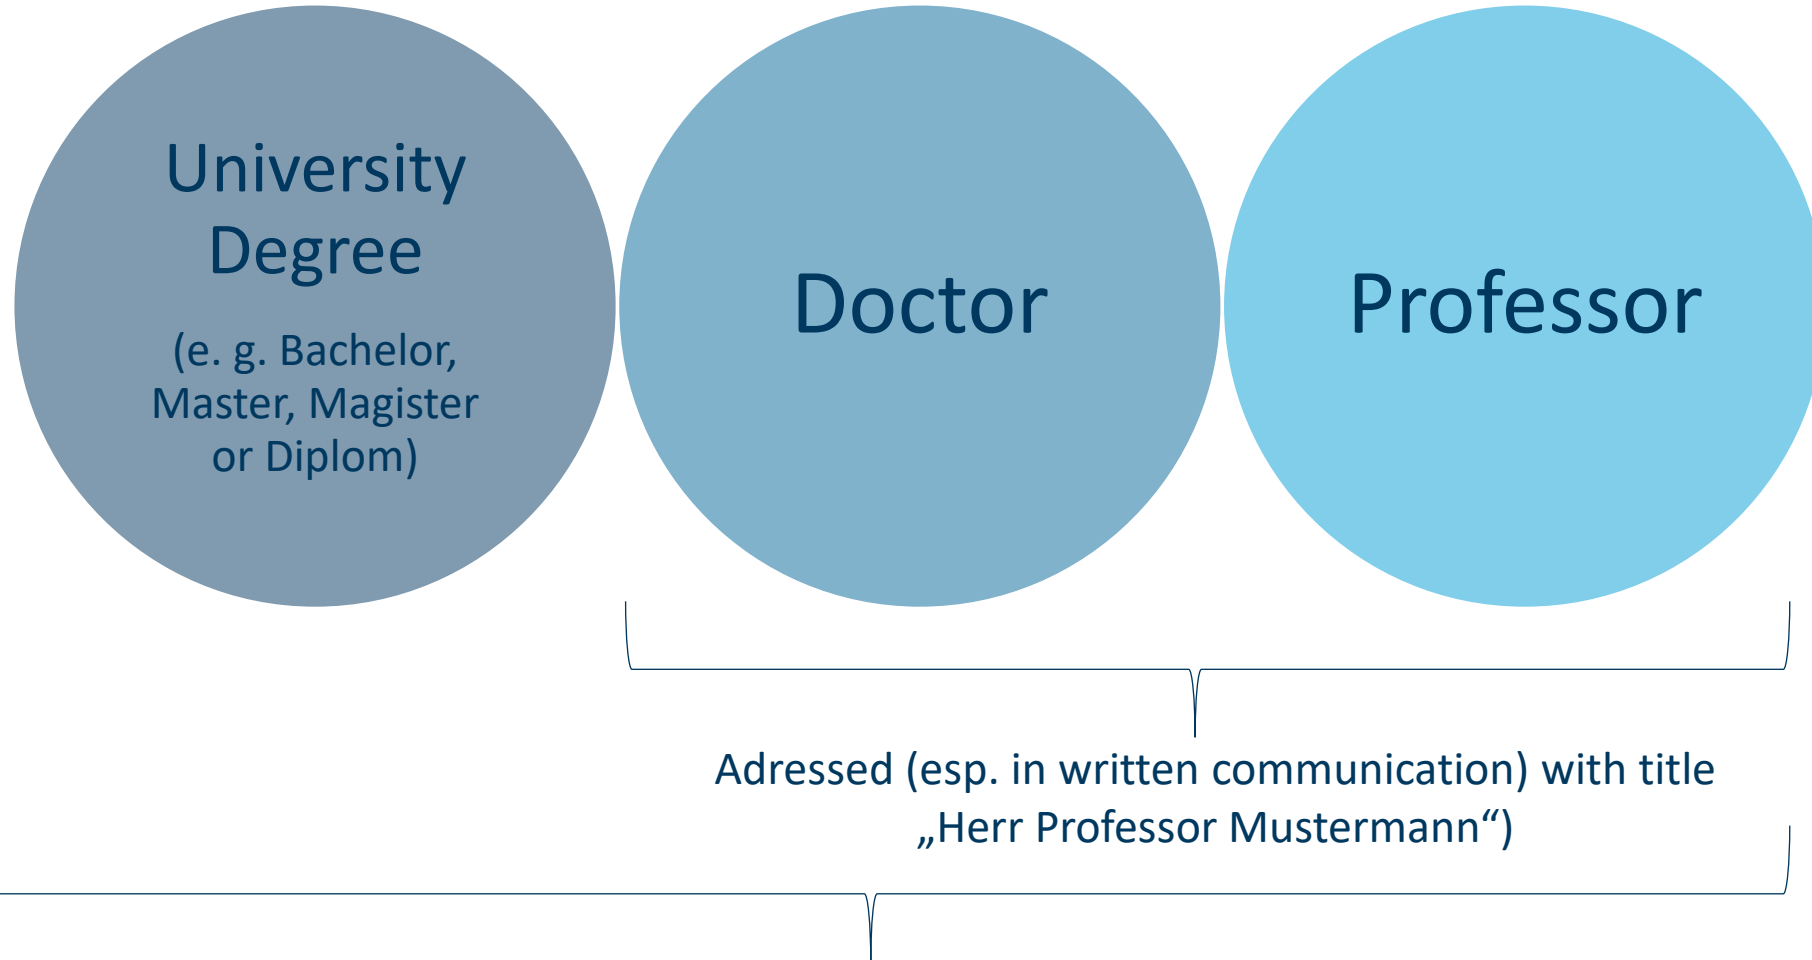 University
Degree
(e. g. Bachelor,
Master, Magister
or Diplom)
Doctor
Professor
Adressed (esp. in written communication) with title
„Herr Professor Mustermann“)